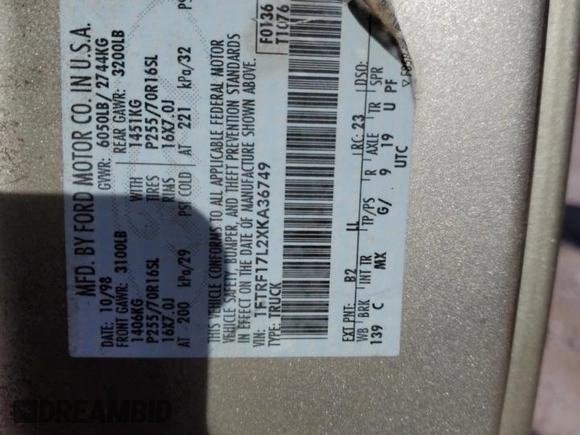 MFD. BY FORD MOTOR CO. IN U.S.A.
DATE: 10/98 GVWR: 6050LB/ 2744KG
FRONT GAWR: 3100LB REAR GAWR: 3200LB
1406KG WITH 1451KG
P255/70R16SL TIRES P255/70R16SL
16X7.0J RIMS 16X7.0J
AT 200 kPa/29 PSI COLD AT 221 kPa/32 PS
THIS VEHICLE CONFORMS TO ALL APPLICABLE FEDERAL MOTOR
VEHICLE SAFETY, BUMPER, AND THEFT PREVENTION STANDARDS
IN EFFECT ON THE DATE OF MANUFACTURE SHOWN ABOVE.
VIN: 1FTRF17L2XKA36749
TYPE: TRUCK
F0136
T1076
EXT PNT: B2 LL RC: 23 DSO:
WB BRK INT TR TP/PS R AXLE TR SPR
139 C MX G/ 9 19 U PF
UTC
DREAMBID